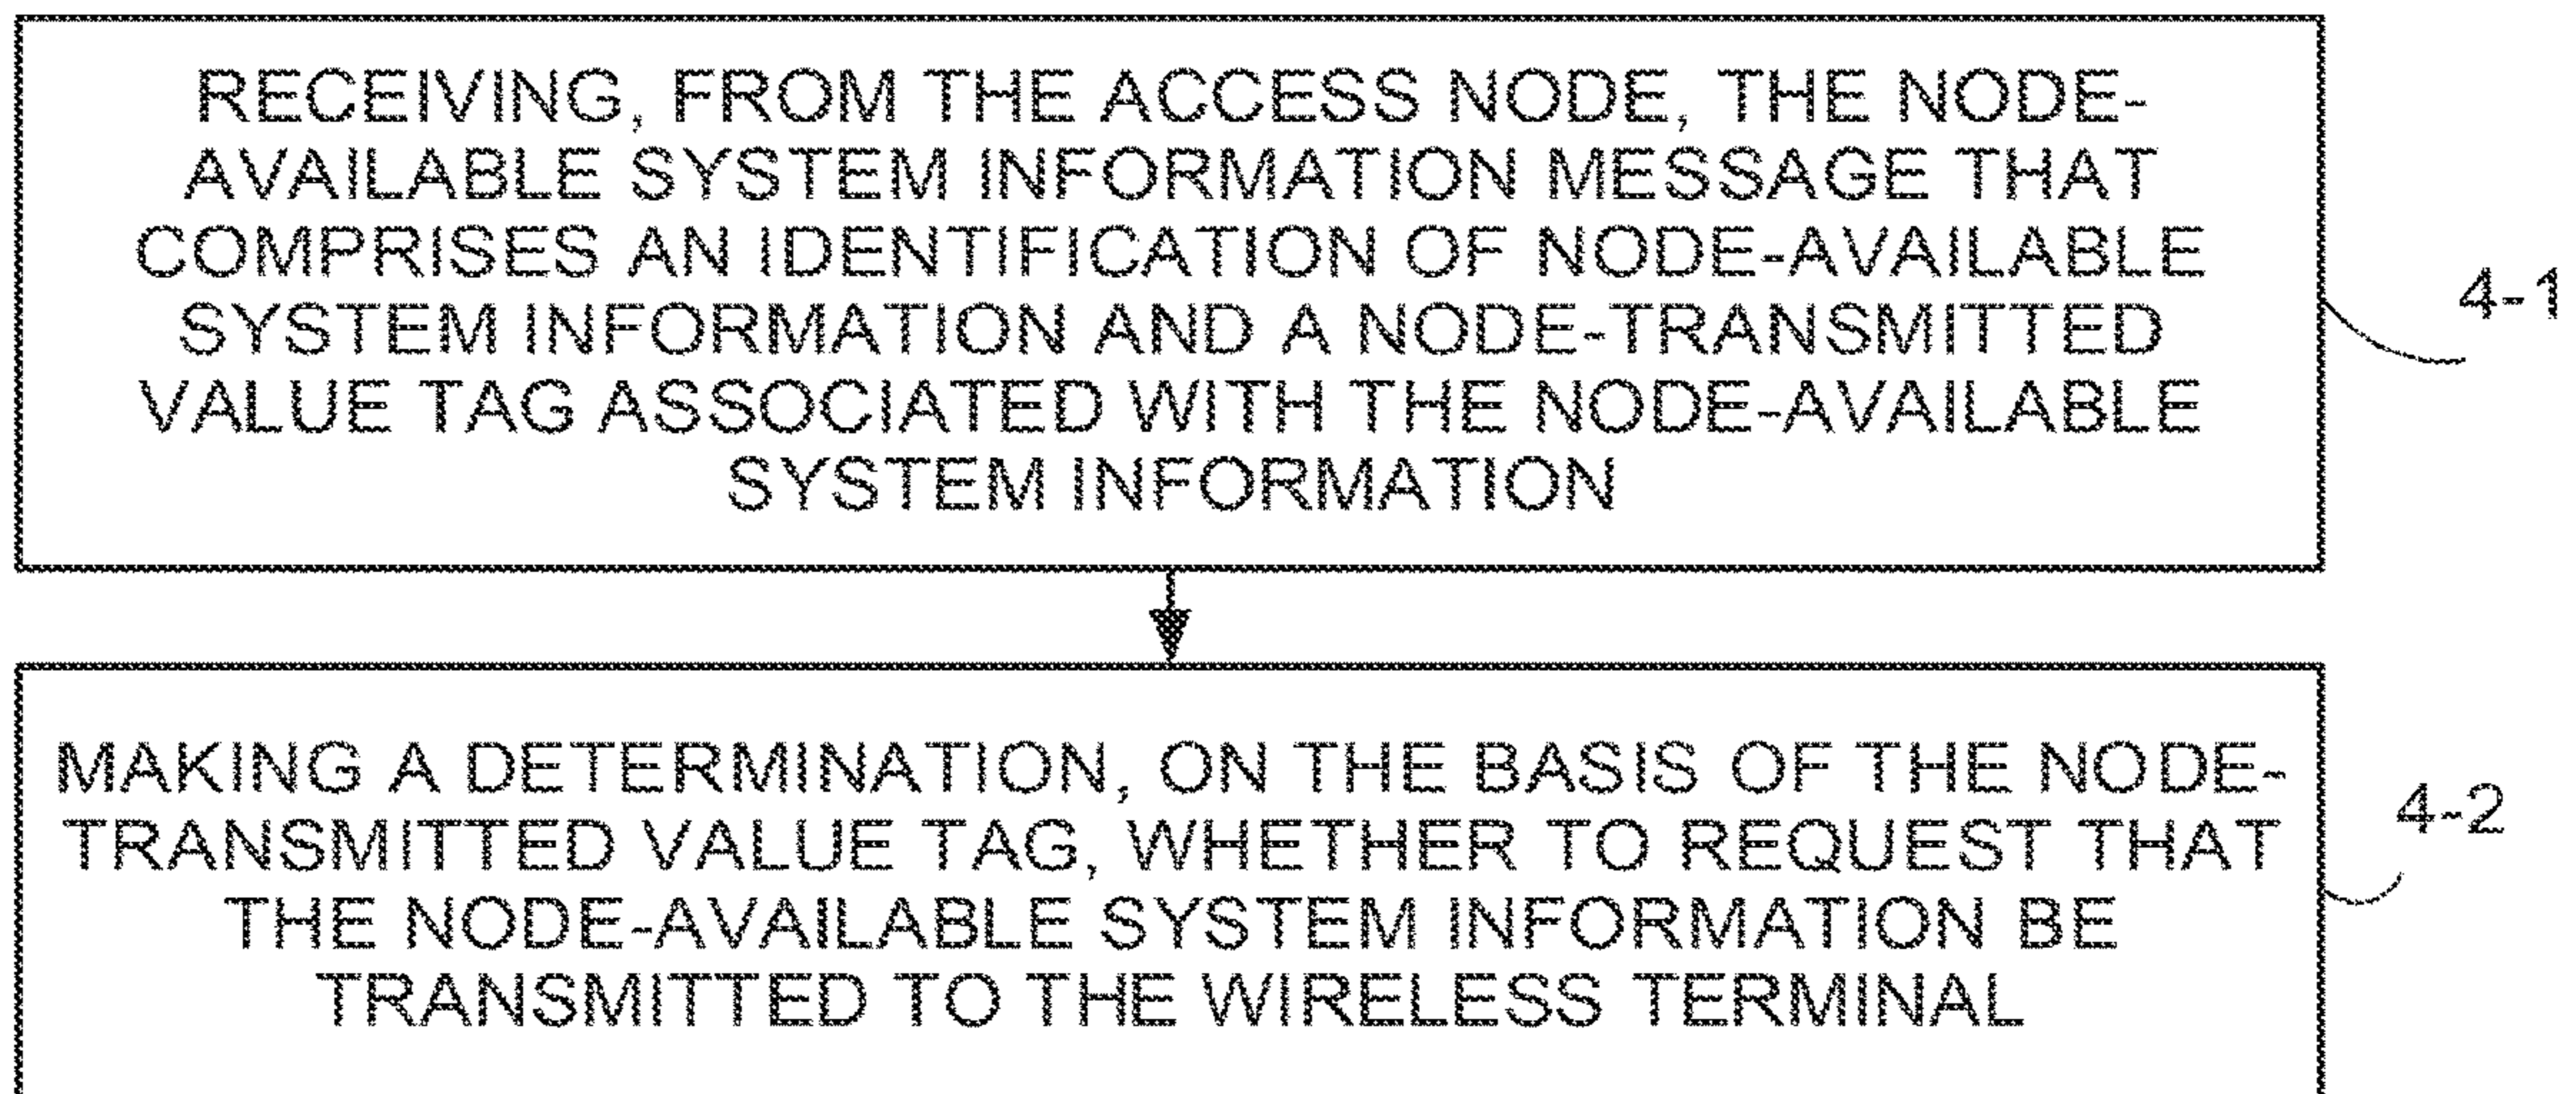 RECEIVING, FROM THE ACCESS NODE, THE NODE-
AVAILABLE SYSTEM INFORMATION MESSAGE THAT
COMPRISES AN IDENTIFICATION OF NODE-AVAILABLE
SYSTEM INFORMATION AND A NODE-TRANSMITTED
VALUE TAG ASSOCIATED WITH THE NODE-AVAILABLE
SYSTEM INFORMATION
4-1
MAKING A DETERMINATION, ON THE BASIS OF THE NODE-
TRANSMITTED VALUE TAG, WHETHER TO REQUEST THAT
THE NODE-AVAILABLE SYSTEM INFORMATION BE
TRANSMITTED TO THE WIRELESS TERMINAL
4-2